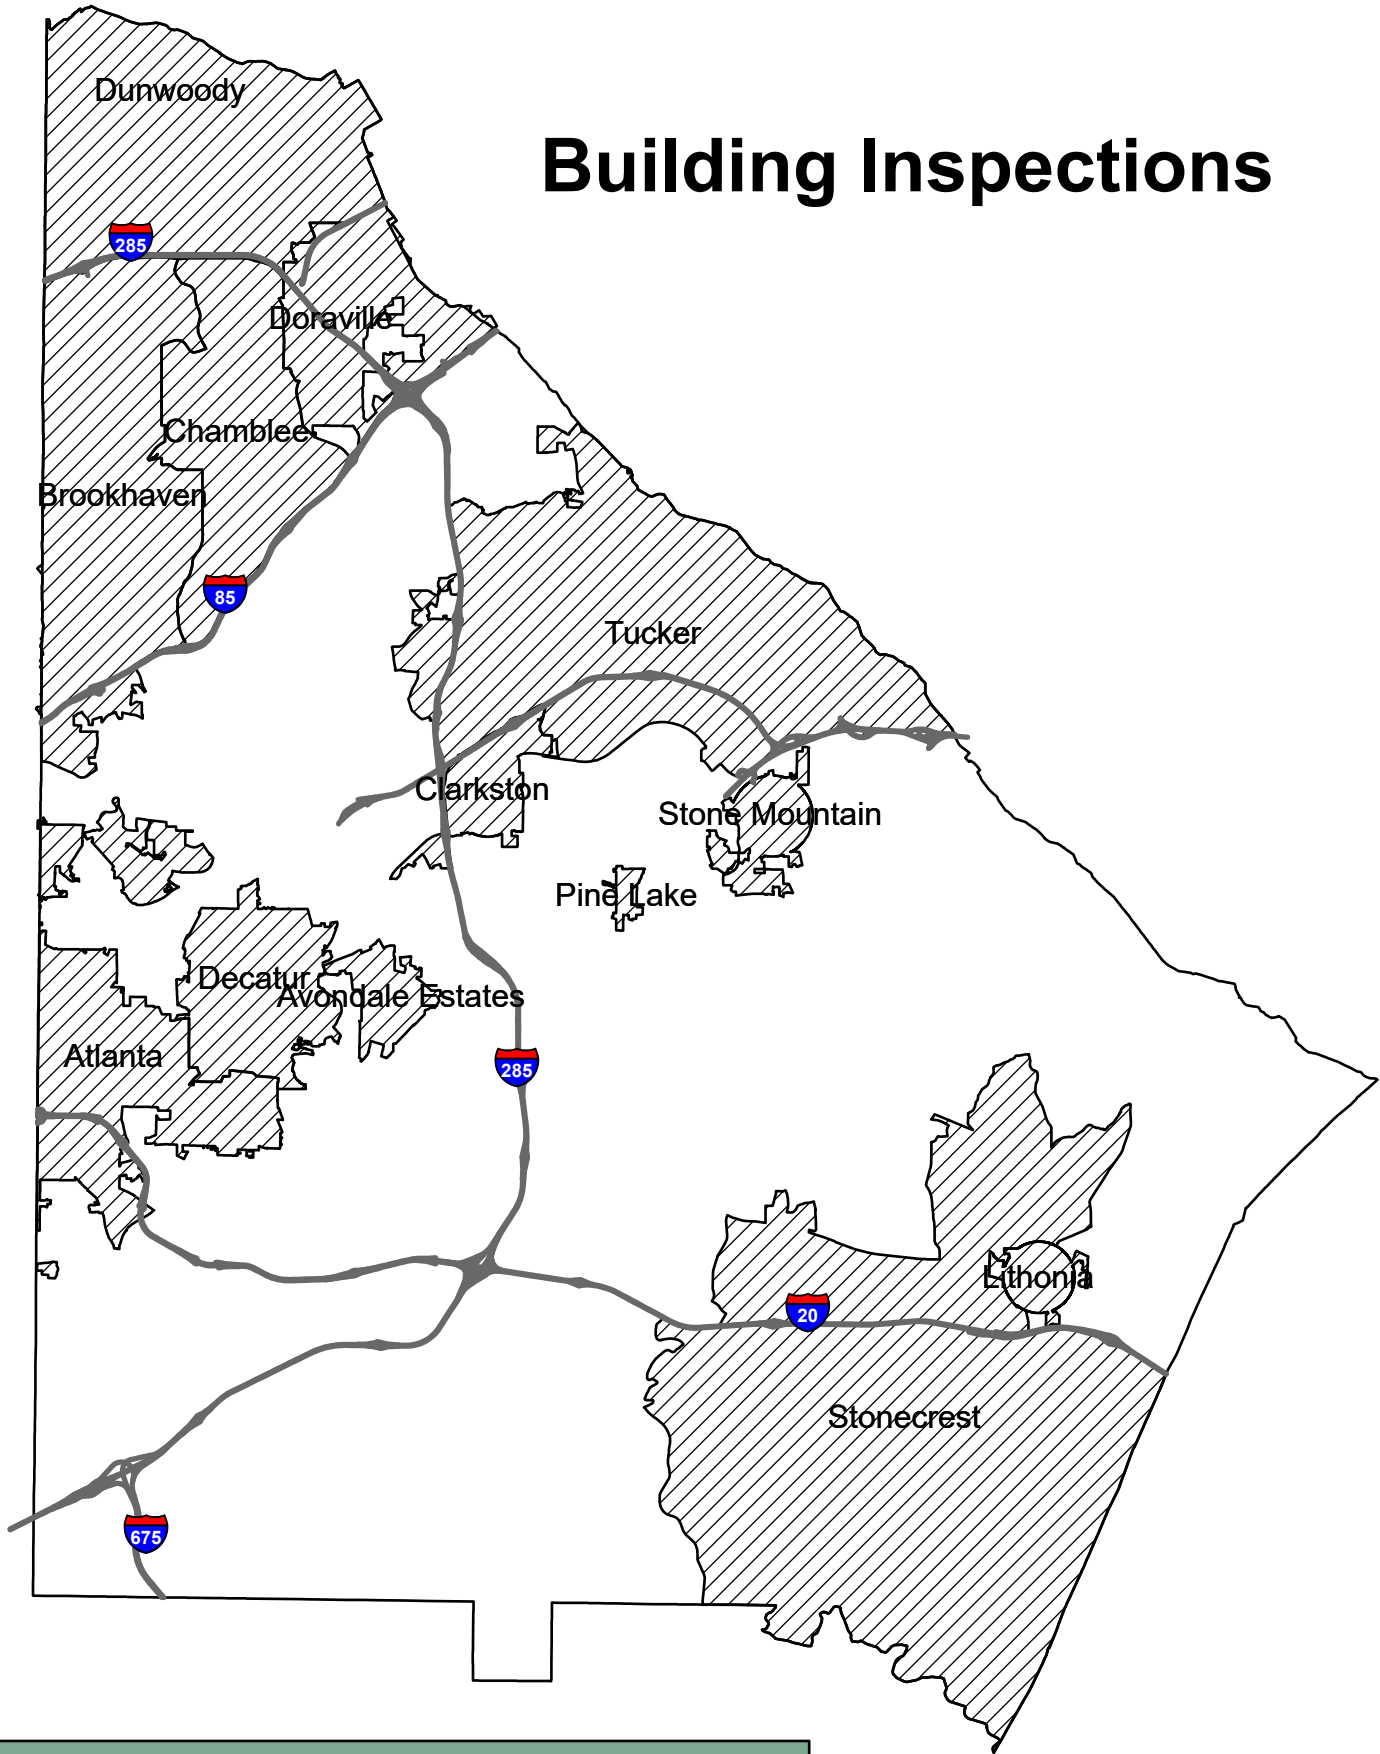 Dunwoody
Building Inspections
285
Doraville
Chamblee
Brookhaven
85
Tucker
Clarkston
Stone Mountain
Pine Lake
Decatur
Avondale Estates
Atlanta
285
Lithonia
20
Stonecrest
675